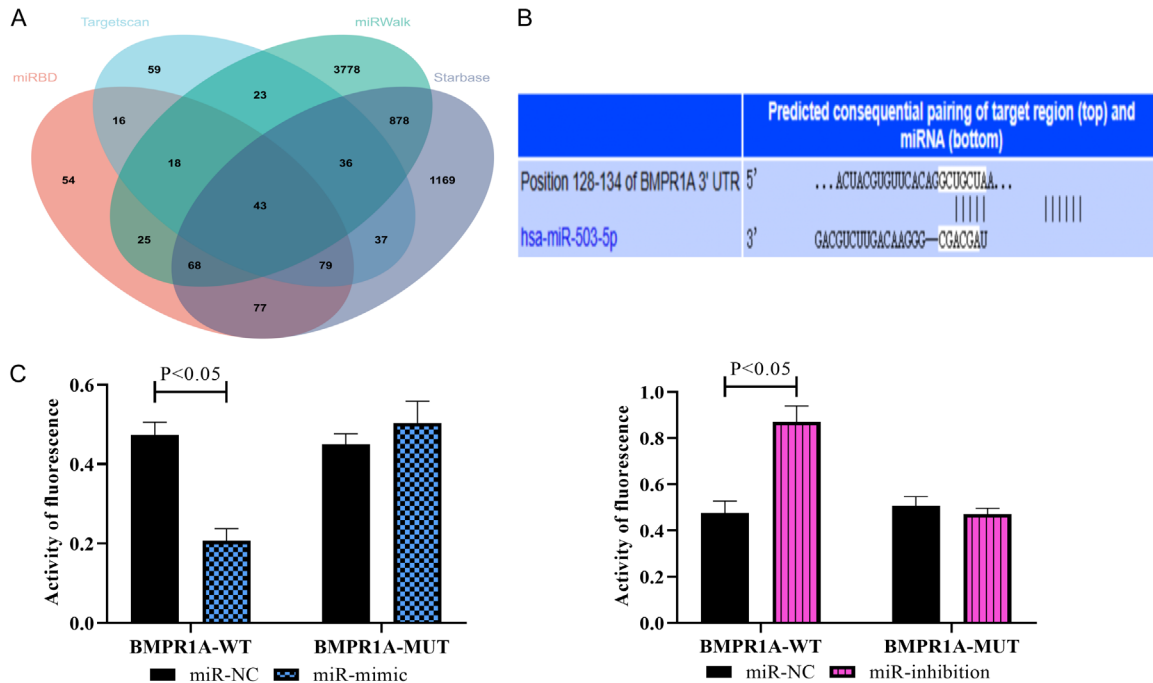 A
Targetscan
miRWalk
miRBD
Starbase
59
3778
23
16
878
18
36
54
1169
43
25
37
68
79
77
B
Predicted consequential pairing of target region (top) and
miRNA (bottom)
Position 128-134 of BMPR1A 3' UTR 5' ...ACUACGUGUUCACAGGCUGCUAA...
||||| ||||||
hsa-miR-503-5p 3' GACGUCUUGACAAGGG—CGACGAU
C
P<0.05
Activity of fluorescence
0.6
0.4
0.2
0.0
BMPR1A-WT BMPR1A-MUT
miR-NC miR-mimic
P<0.05
Activity of fluorescence
1.0
0.8
0.6
0.4
0.2
0.0
BMPR1A-WT BMPR1A-MUT
miR-NC miR-inhibition